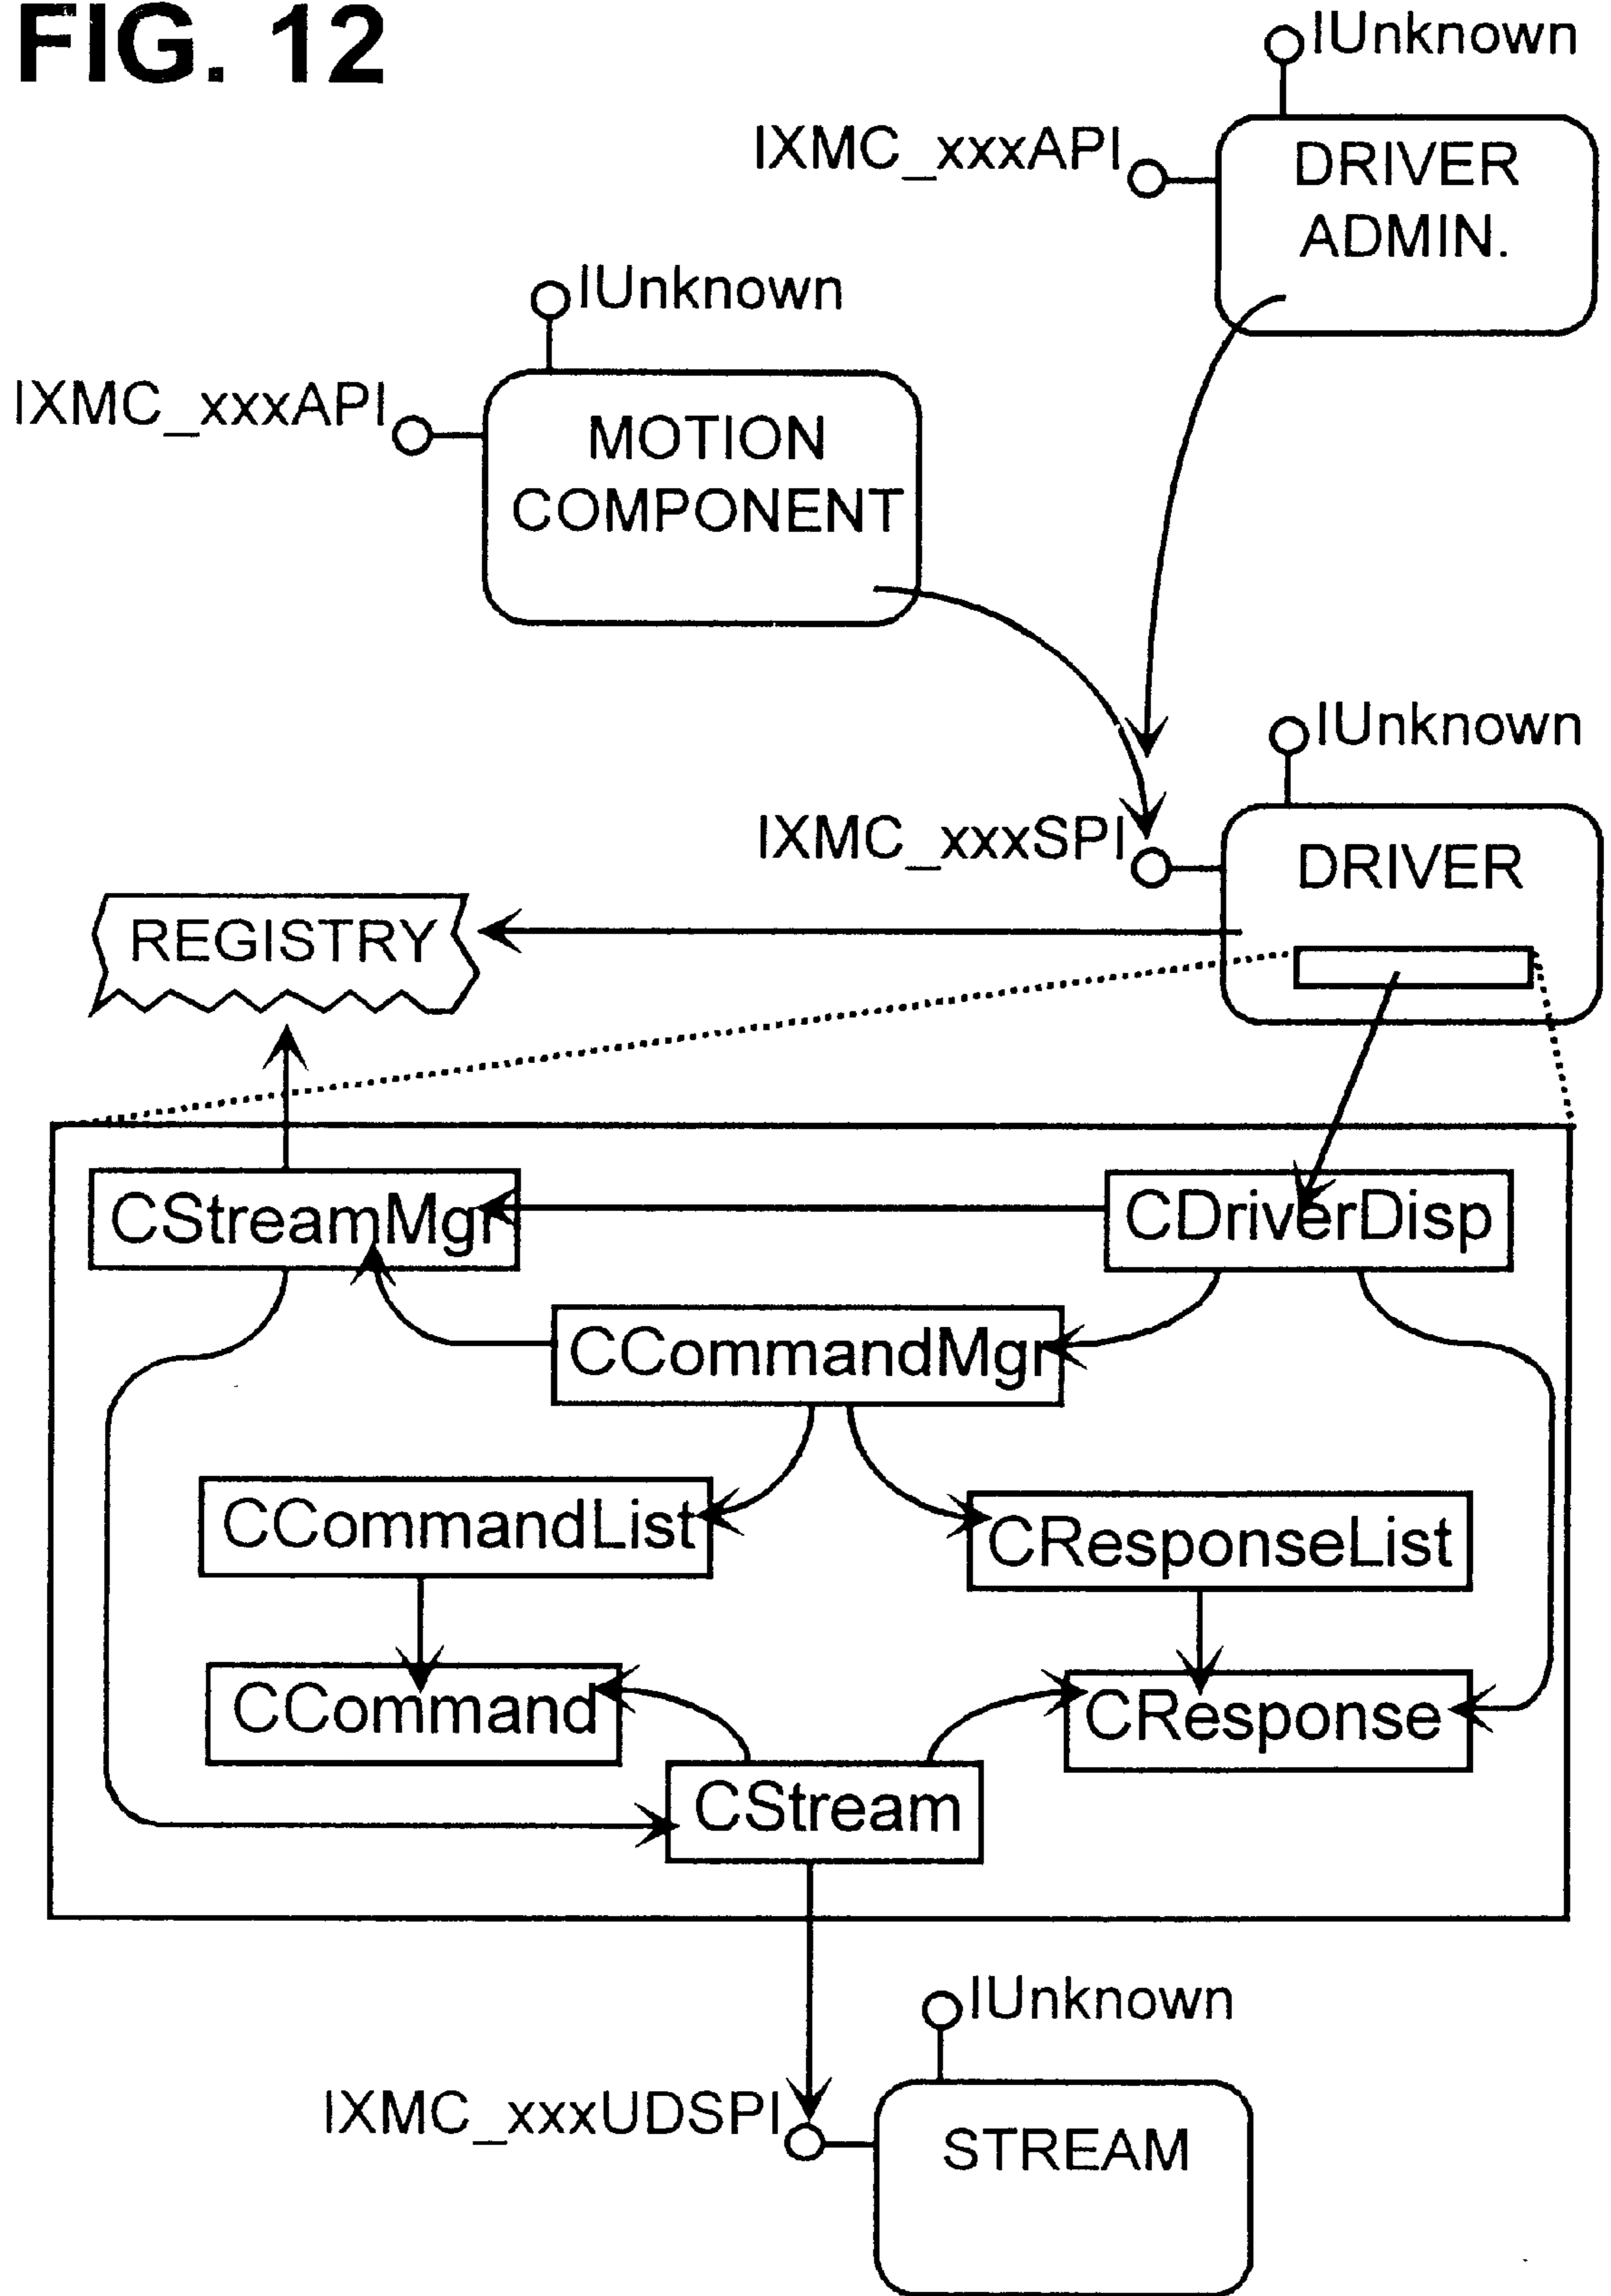 FIG. 12
IUnknown
IXMC_xxxAPI
DRIVER
ADMIN.
IUnknown
IXMC_xxxAPI
MOTION
COMPONENT
IUnknown
IXMC_xxxSPI
DRIVER
REGISTRY
CStreamMgr
CDriverDisp
CCommandMgr
CCommandList
CResponseList
CCommand
CResponse
CStream
IUnknown
IXMC_xxxUDSPI
STREAM